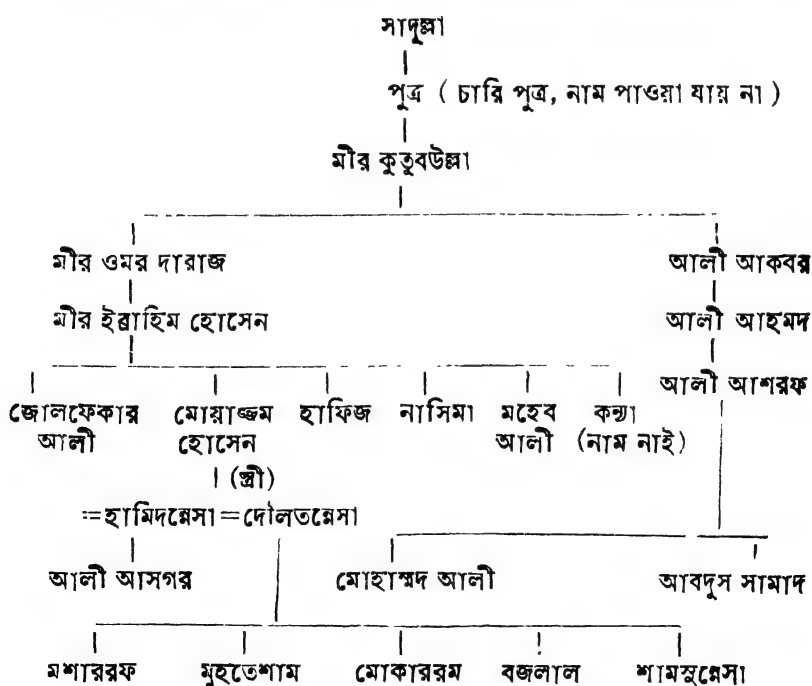 সাদুল্লা
পুত্র ( চারি পুত্র, নাম পাওয়া যায় না )
মীর কুতুবউল্লা
মীর ওমর দারাজ আলী আকবর
মীর ইব্রাহিম হোসেন আলী আহমদ
আলী আশরফ
জোলফেকার মোয়াজ্জম হাফিজ নাসিমা মহেব কন্যা
আলী হোসেন আলী (নাম নাই)
(স্ত্রী)
=হামিদন্নেসা=দৌলতন্নেসা
আলী আসগর মোহাম্মদ আলী আবদুস সামাদ
মশাররফ মুহতেশাম মোকাররম বজলাল শামসুন্নেসা